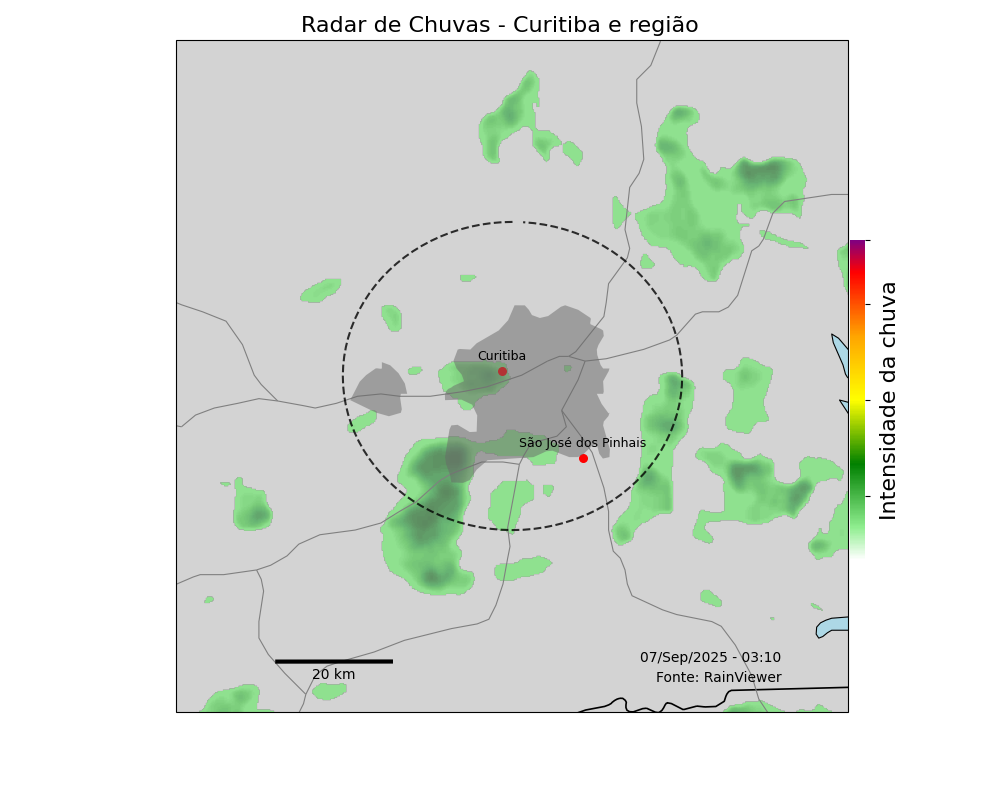 Radar de Chuvas - Curitiba e região
Curitiba
São José dos Pinhais
Intensidade da chuva
20 km
07/Sep/2025 - 03:10
Fonte: RainViewer